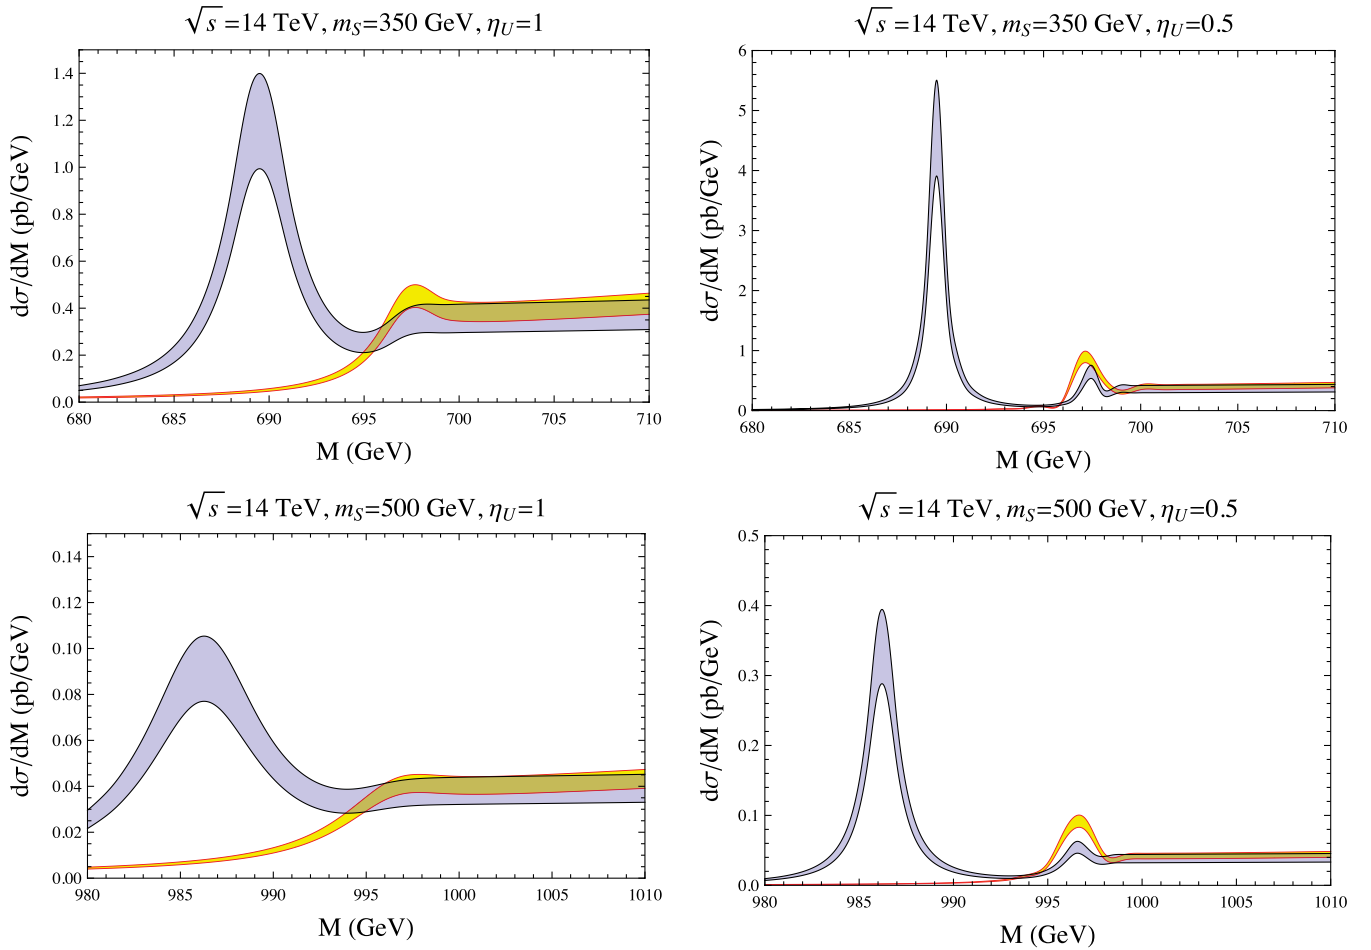 √s =14 TeV, m_S=350 GeV, η_U=1
dσ/dM (pb/GeV)
1.4
1.2
1.0
0.8
0.6
0.4
0.2
0.0
680 685 690 695 700 705 710
M (GeV)
√s =14 TeV, m_S=350 GeV, η_U=0.5
dσ/dM (pb/GeV)
6
5
4
3
2
1
0
680 685 690 695 700 705 710
M (GeV)
√s =14 TeV, m_S=500 GeV, η_U=1
dσ/dM (pb/GeV)
0.14
0.12
0.10
0.08
0.06
0.04
0.02
0.00
980 985 990 995 1000 1005 1010
M (GeV)
√s =14 TeV, m_S=500 GeV, η_U=0.5
dσ/dM (pb/GeV)
0.5
0.4
0.3
0.2
0.1
0.0
980 985 990 995 1000 1005 1010
M (GeV)